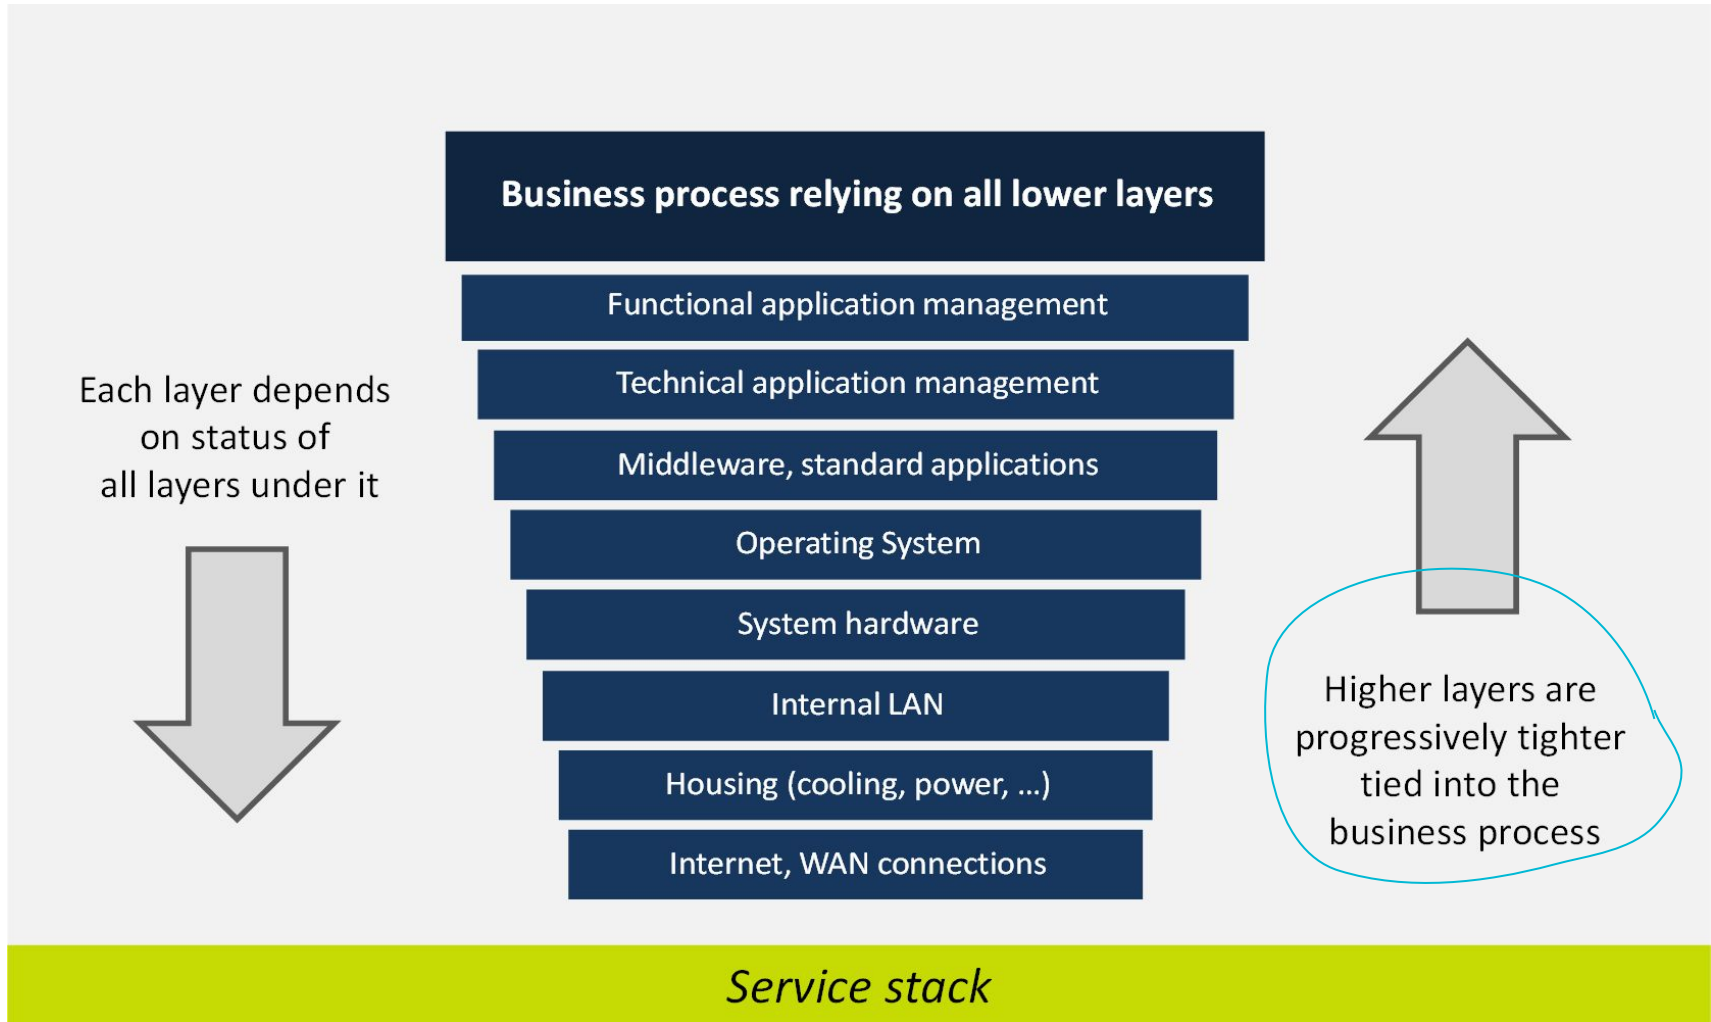 Business process relying on all lower layers
Functional application management
Technical application management
Middleware, standard applications
Operating System
System hardware
Internal LAN
Housing (cooling, power, ...)
Internet, WAN connections
Each layer depends
on status of
all layers under it
Higher layers are
progressively tighter
tied into the
business process
Service stack